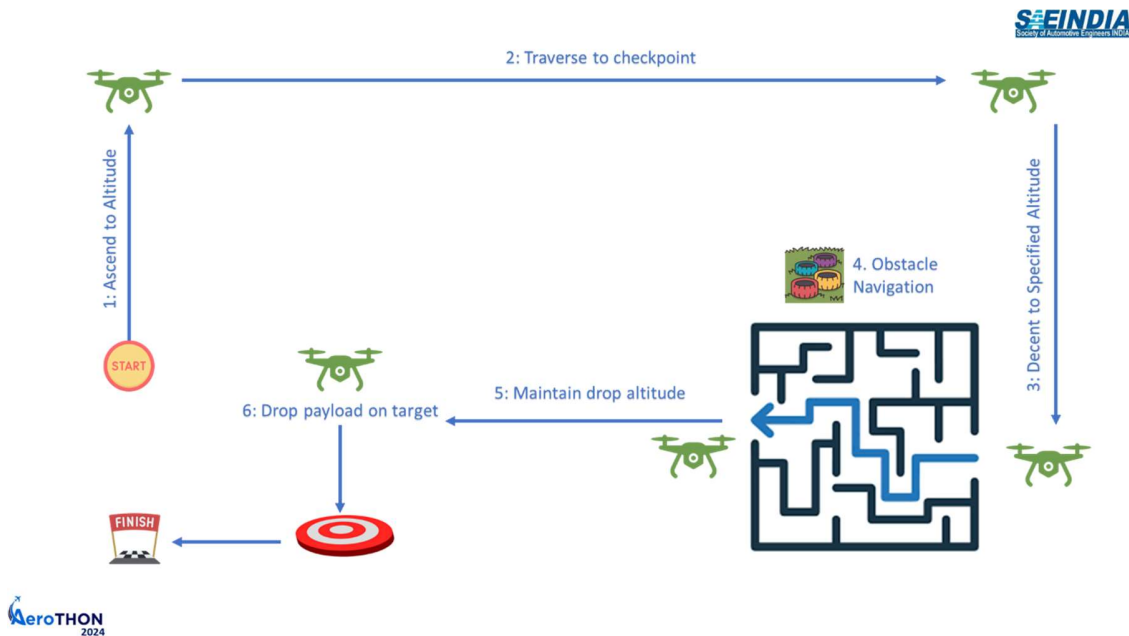 SAEINDIA
Society of Automotive Engineers INDIA
2: Traverse to checkpoint
1: Ascend to Altitude
3: Decent to Specified Altitude
4. Obstacle
Navigation
START
5: Maintain drop altitude
6: Drop payload on target
FINISH
AeroTHON
2024